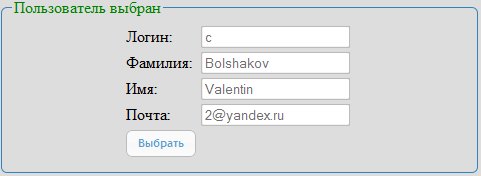 Пользователь выбран
Логин: c
Фамилия: Bolshakov
Имя: Valentin
Почта: 2@yandex.ru
Выбрать